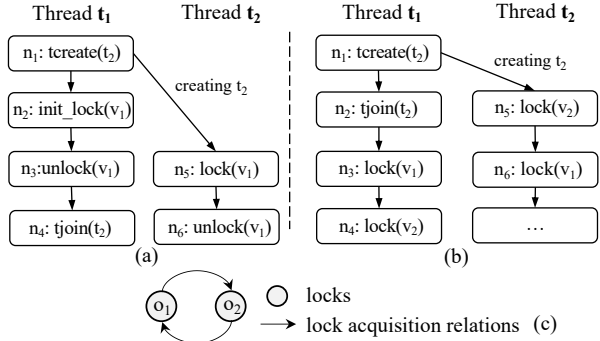 Thread t₁ Thread t₂
n₁: tcreate(t₂)
creating t₂
n₂: init_lock(v₁)
n₃:unlock(v₁) n₅: lock(v₁)
n₄: tjoin(t₂) n₆: unlock(v₁)
(a)
Thread t₁ Thread t₂
n₁: tcreate(t₂)
creating t₂
n₂: tjoin(t₂) n₅: lock(v₂)
n₃: lock(v₁) n₆: lock(v₁)
n₄: lock(v₂) …
(b)
o₁ o₂ locks
lock acquisition relations (c)